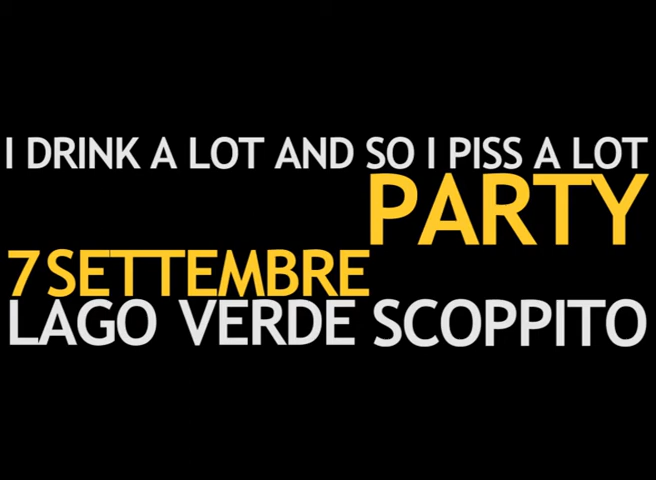 I DRINK A LOT AND SO I PISS A LOT
PARTY
7 SETTEMBRE
LAGO VERDE SCOPPITO